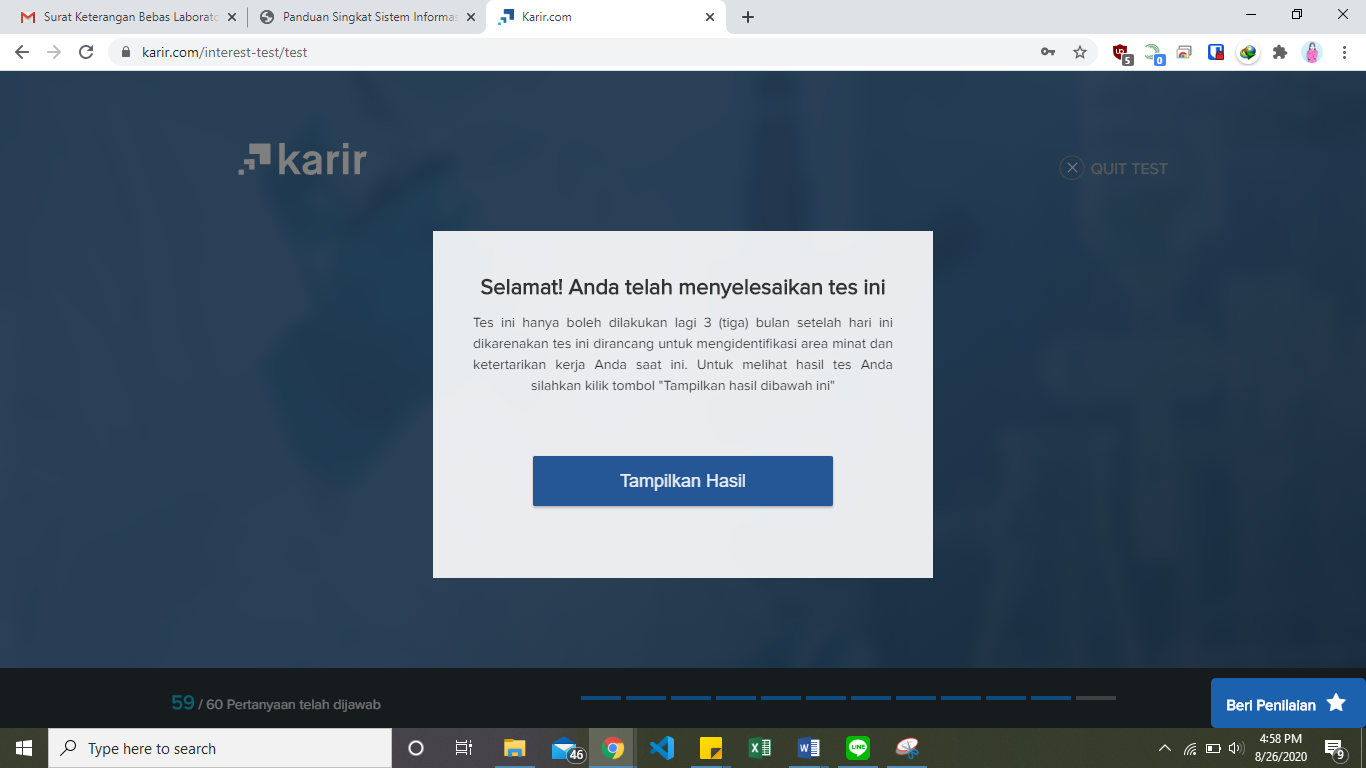 Surat Keterangan Bebas Laborato
Panduan Singkat Sistem Informas
Karir.com
karir.com/interest-test/test
5
0
karir
QUIT TEST
Selamat! Anda telah menyelesaikan tes ini
Tes ini hanya boleh dilakukan lagi 3 (tiga) bulan setelah hari ini
dikarenakan tes ini dirancang untuk mengidentifikasi area minat dan
ketertarikan kerja Anda saat ini. Untuk melihat hasil tes Anda
silahkan kilik tombol "Tampilkan hasil dibawah ini"
Tampilkan Hasil
59 / 60 Pertanyaan telah dijawab
Beri Penilaian
Type here to search
46
4:58 PM
8/26/2020
9